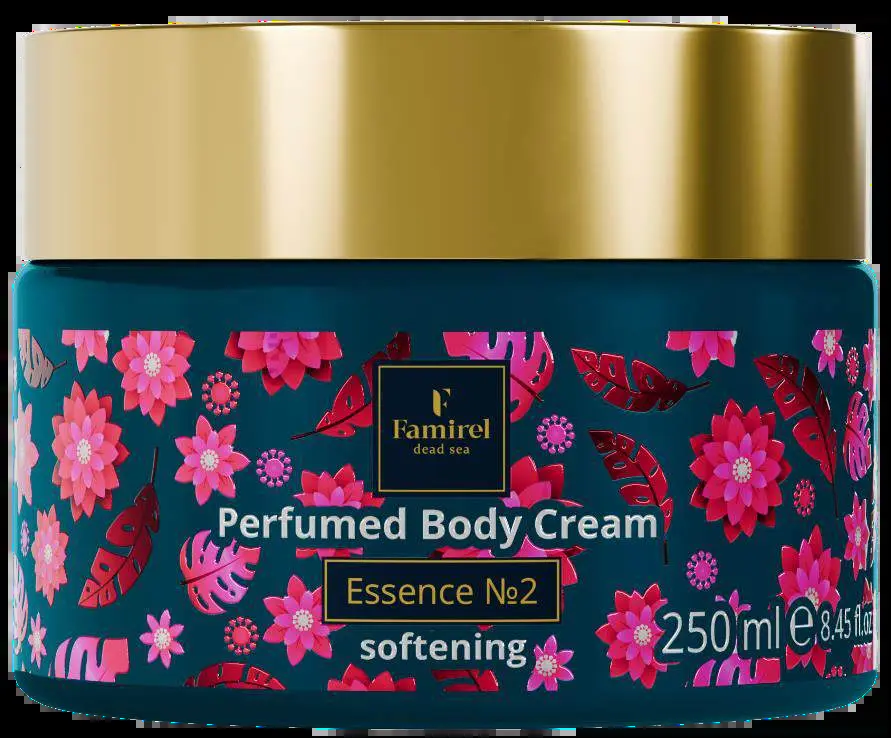 F
Famirel
dead sea
Perfumed Body Cream
Essence №2
softening
250 ml ℮ 8.45 fl.oz